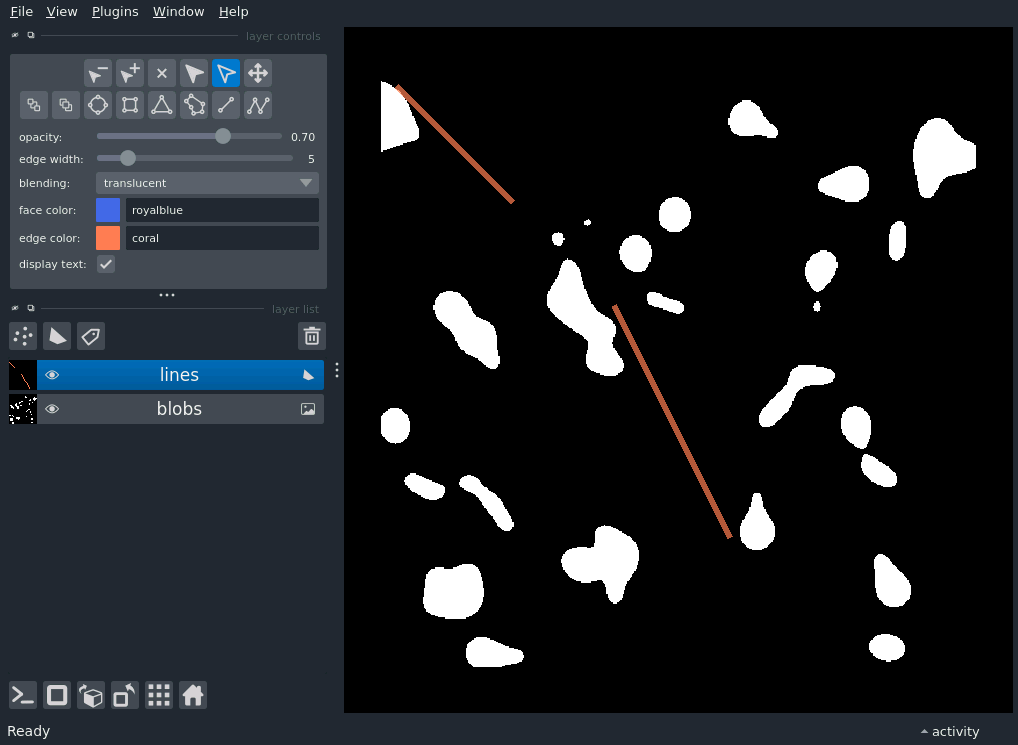 File View Plugins Window Help
layer controls
opacity: 0.70
edge width: 5
blending: translucent
face color: royalblue
edge color: coral
display text:
layer list
lines
blobs
Ready activity